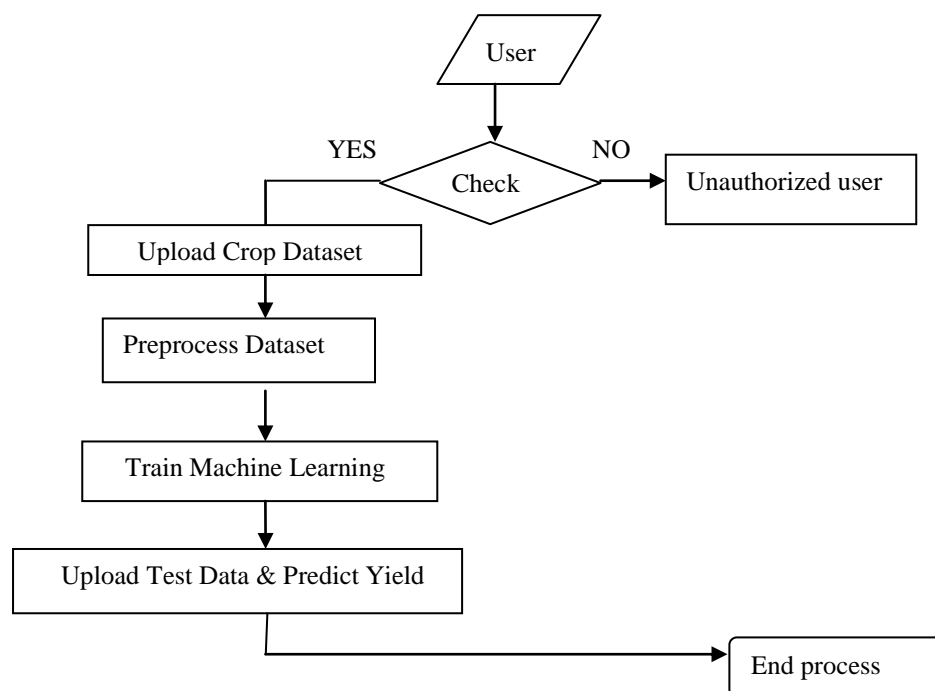 User
YES
NO
Check
Unauthorized user
Upload Crop Dataset
Preprocess Dataset
Train Machine Learning
Upload Test Data & Predict Yield
End process